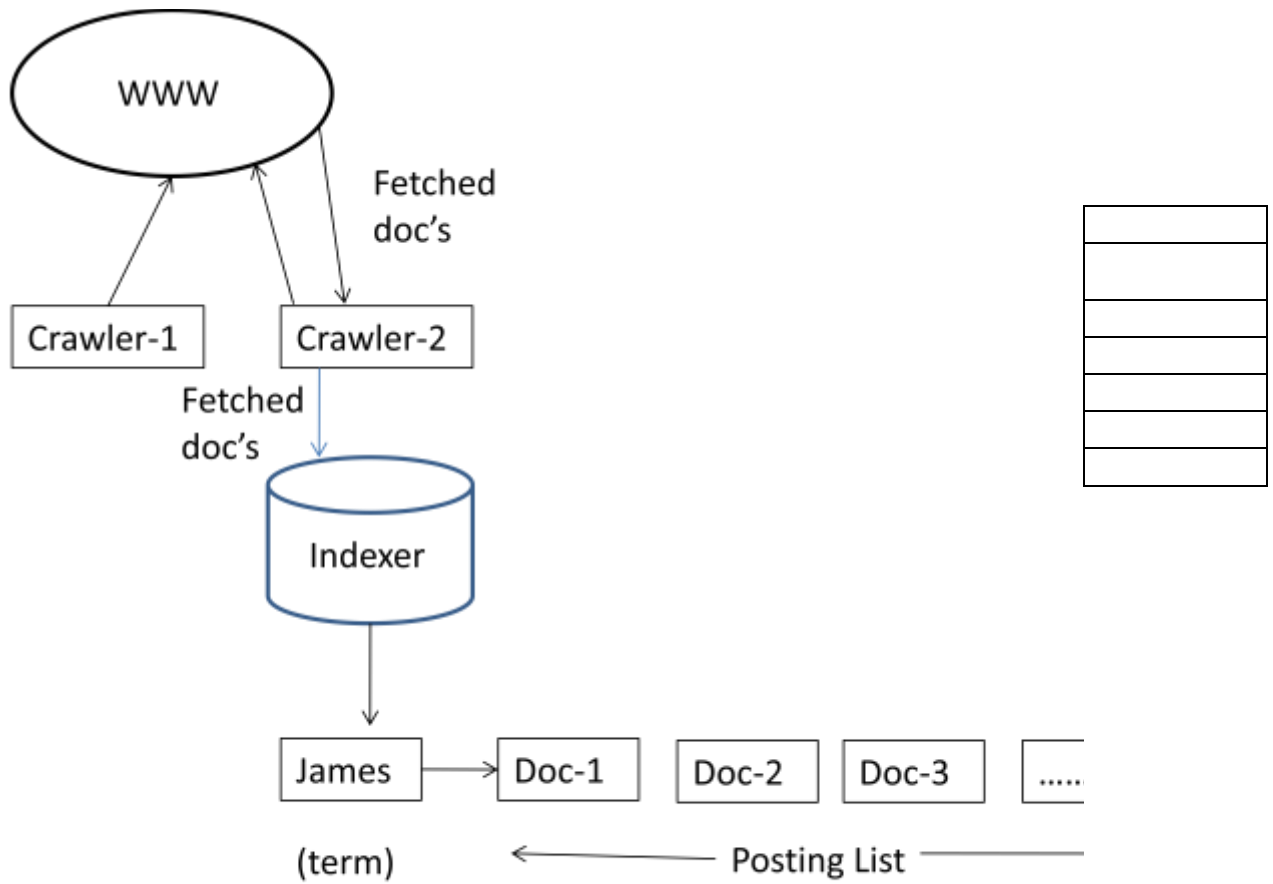 WWW
Fetched
doc’s
Crawler-1
Crawler-2
Fetched
doc’s
Indexer
James
Doc-1
Doc-2
Doc-3
......
(term)
Posting List